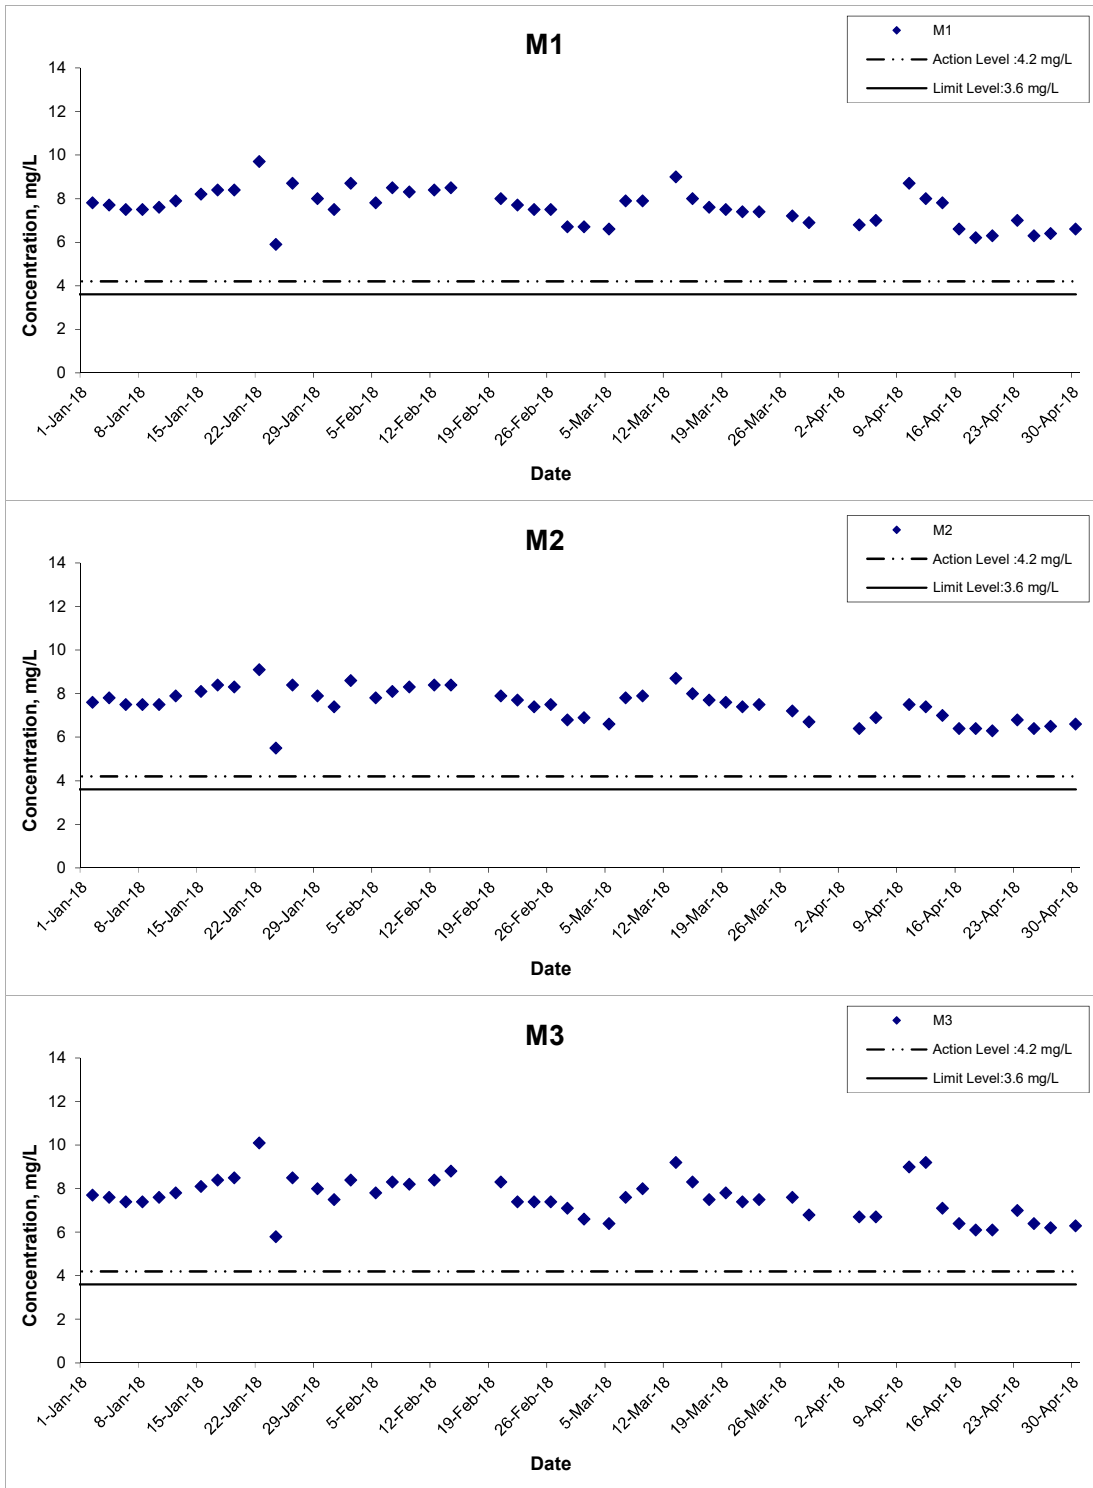 M1
M1
Action Level :4.2 mg/L
Limit Level:3.6 mg/L
Concentration, mg/L
14
12
10
8
6
4
2
0
1-Jan-18 8-Jan-18 15-Jan-18 22-Jan-18 29-Jan-18 5-Feb-18 12-Feb-18 19-Feb-18 26-Feb-18 5-Mar-18 12-Mar-18 19-Mar-18 26-Mar-18 2-Apr-18 9-Apr-18 16-Apr-18 23-Apr-18 30-Apr-18
Date
M2
M2
Action Level :4.2 mg/L
Limit Level:3.6 mg/L
Concentration, mg/L
14
12
10
8
6
4
2
0
1-Jan-18 8-Jan-18 15-Jan-18 22-Jan-18 29-Jan-18 5-Feb-18 12-Feb-18 19-Feb-18 26-Feb-18 5-Mar-18 12-Mar-18 19-Mar-18 26-Mar-18 2-Apr-18 9-Apr-18 16-Apr-18 23-Apr-18 30-Apr-18
Date
M3
M3
Action Level :4.2 mg/L
Limit Level:3.6 mg/L
Concentration, mg/L
14
12
10
8
6
4
2
0
1-Jan-18 8-Jan-18 15-Jan-18 22-Jan-18 29-Jan-18 5-Feb-18 12-Feb-18 19-Feb-18 26-Feb-18 5-Mar-18 12-Mar-18 19-Mar-18 26-Mar-18 2-Apr-18 9-Apr-18 16-Apr-18 23-Apr-18 30-Apr-18
Date